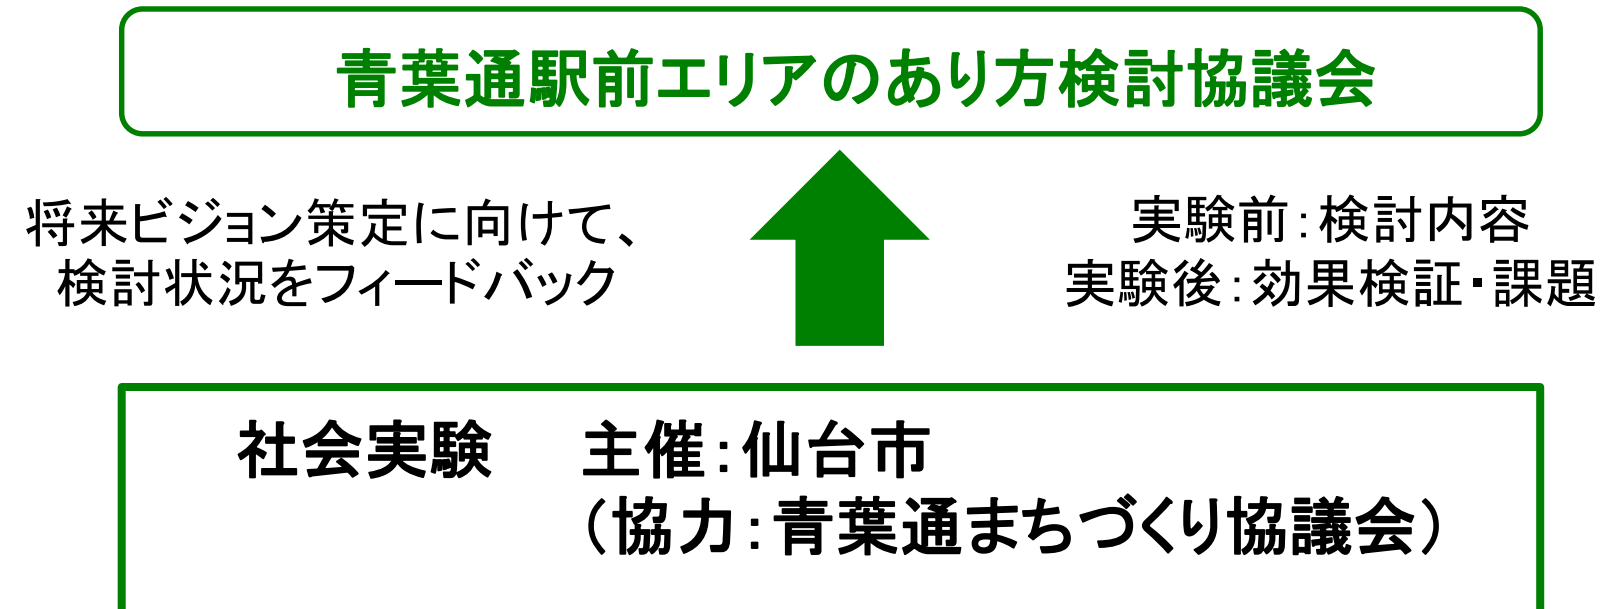 青葉通駅前エリアのあり方検討協議会
将来ビジョン策定に向けて、
検討状況をフィードバック
実験前：検討内容
実験後：効果検証・課題
社会実験　主催：仙台市
（協力：青葉通まちづくり協議会）